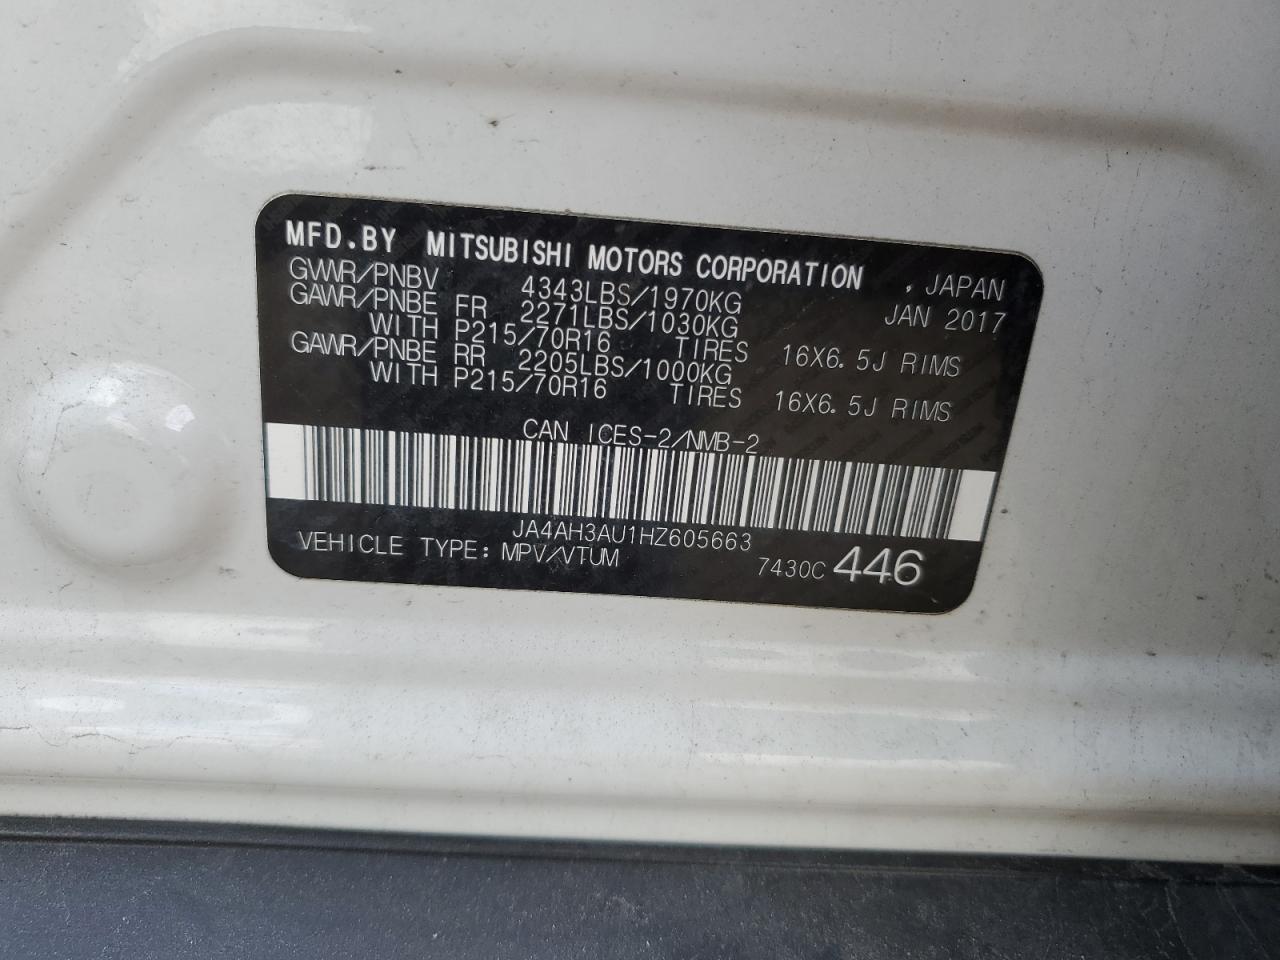 MFD.BY MITSUBISHI MOTORS CORPORATION , JAPAN
GVWR/PNBV 4343LBS/1970KG JAN 2017
GAWR/PNBE FR 2271LBS/1030KG
WITH P215/70R16 TIRES 16X6.5J RIMS
GAWR/PNBE RR 2205LBS/1000KG
WITH P215/70R16 TIRES 16X6.5J RIMS
CAN ICES-2/NMB-2
JA4AH3AU1HZ605663
VEHICLE TYPE: MPV/VTUM 7430C 446